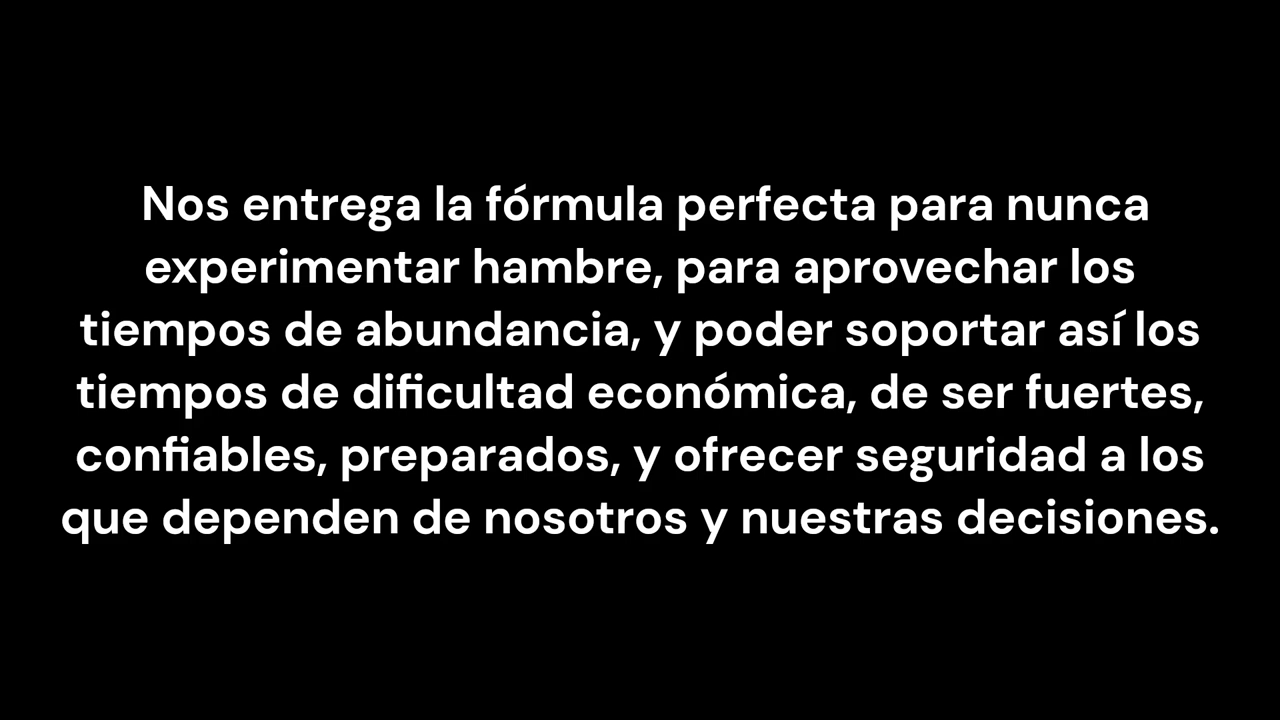 Nos entrega la fórmula perfecta para nunca
experimentar hambre, para aprovechar los
tiempos de abundancia, y poder soportar así los
tiempos de dificultad económica, de ser fuertes,
confiables, preparados, y ofrecer seguridad a los
que dependen de nosotros y nuestras decisiones.